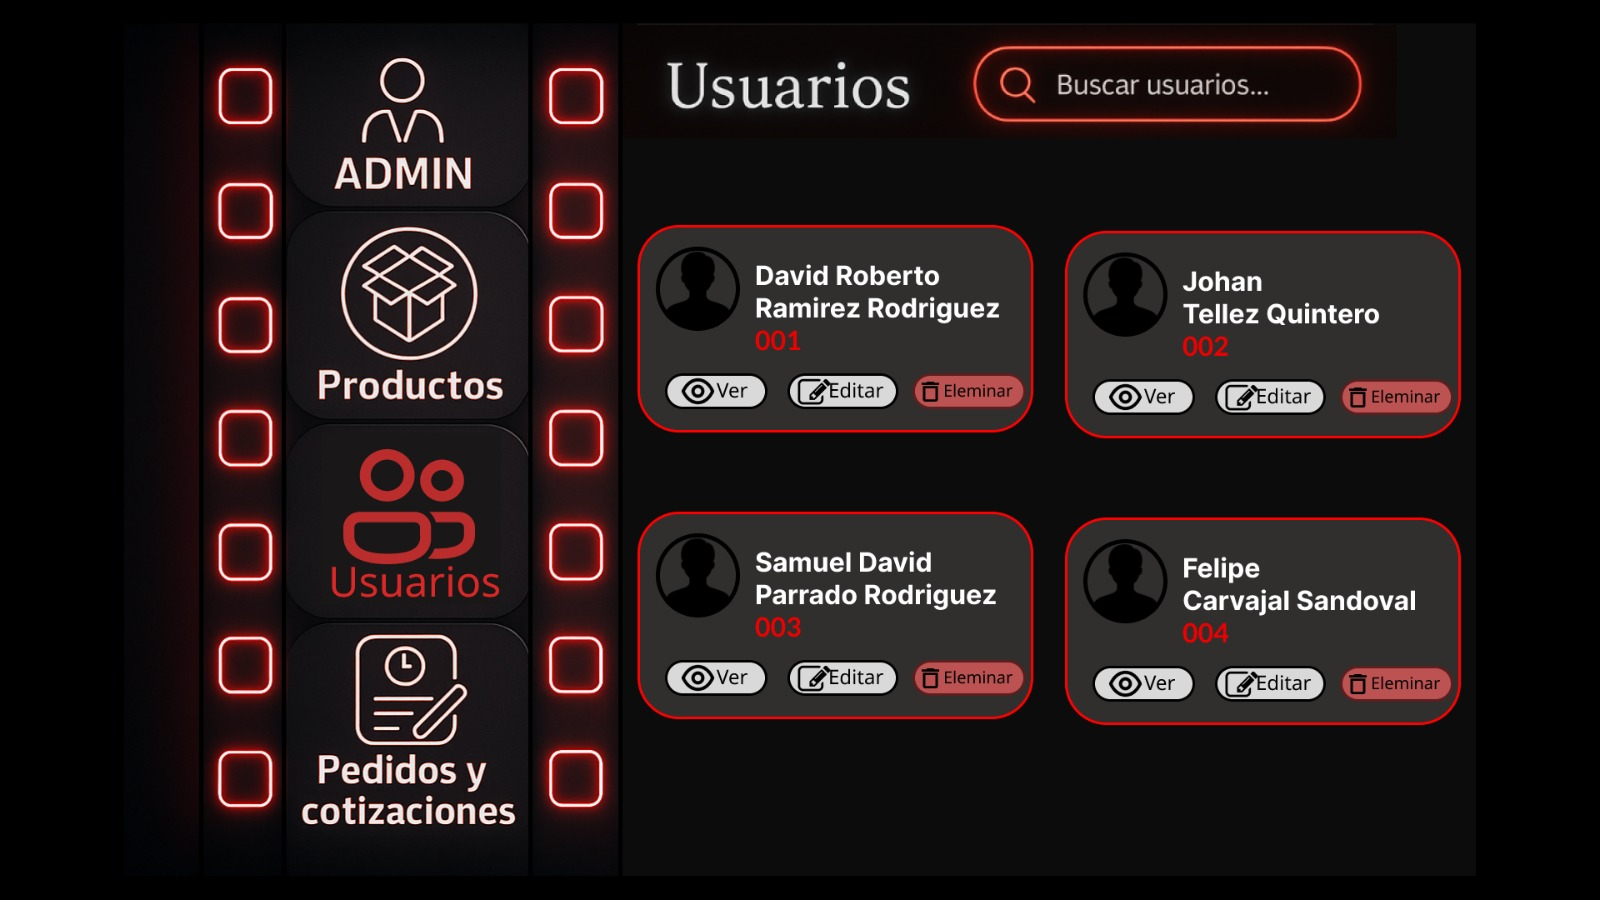 ADMIN
Productos
Usuarios
Pedidos y
cotizaciones
Usuarios
Buscar usuarios...
David Roberto
Ramirez Rodriguez
001
Ver
Editar
Eleminar
Johan
Tellez Quintero
002
Ver
Editar
Eleminar
Samuel David
Parrado Rodriguez
003
Ver
Editar
Eleminar
Felipe
Carvajal Sandoval
004
Ver
Editar
Eleminar